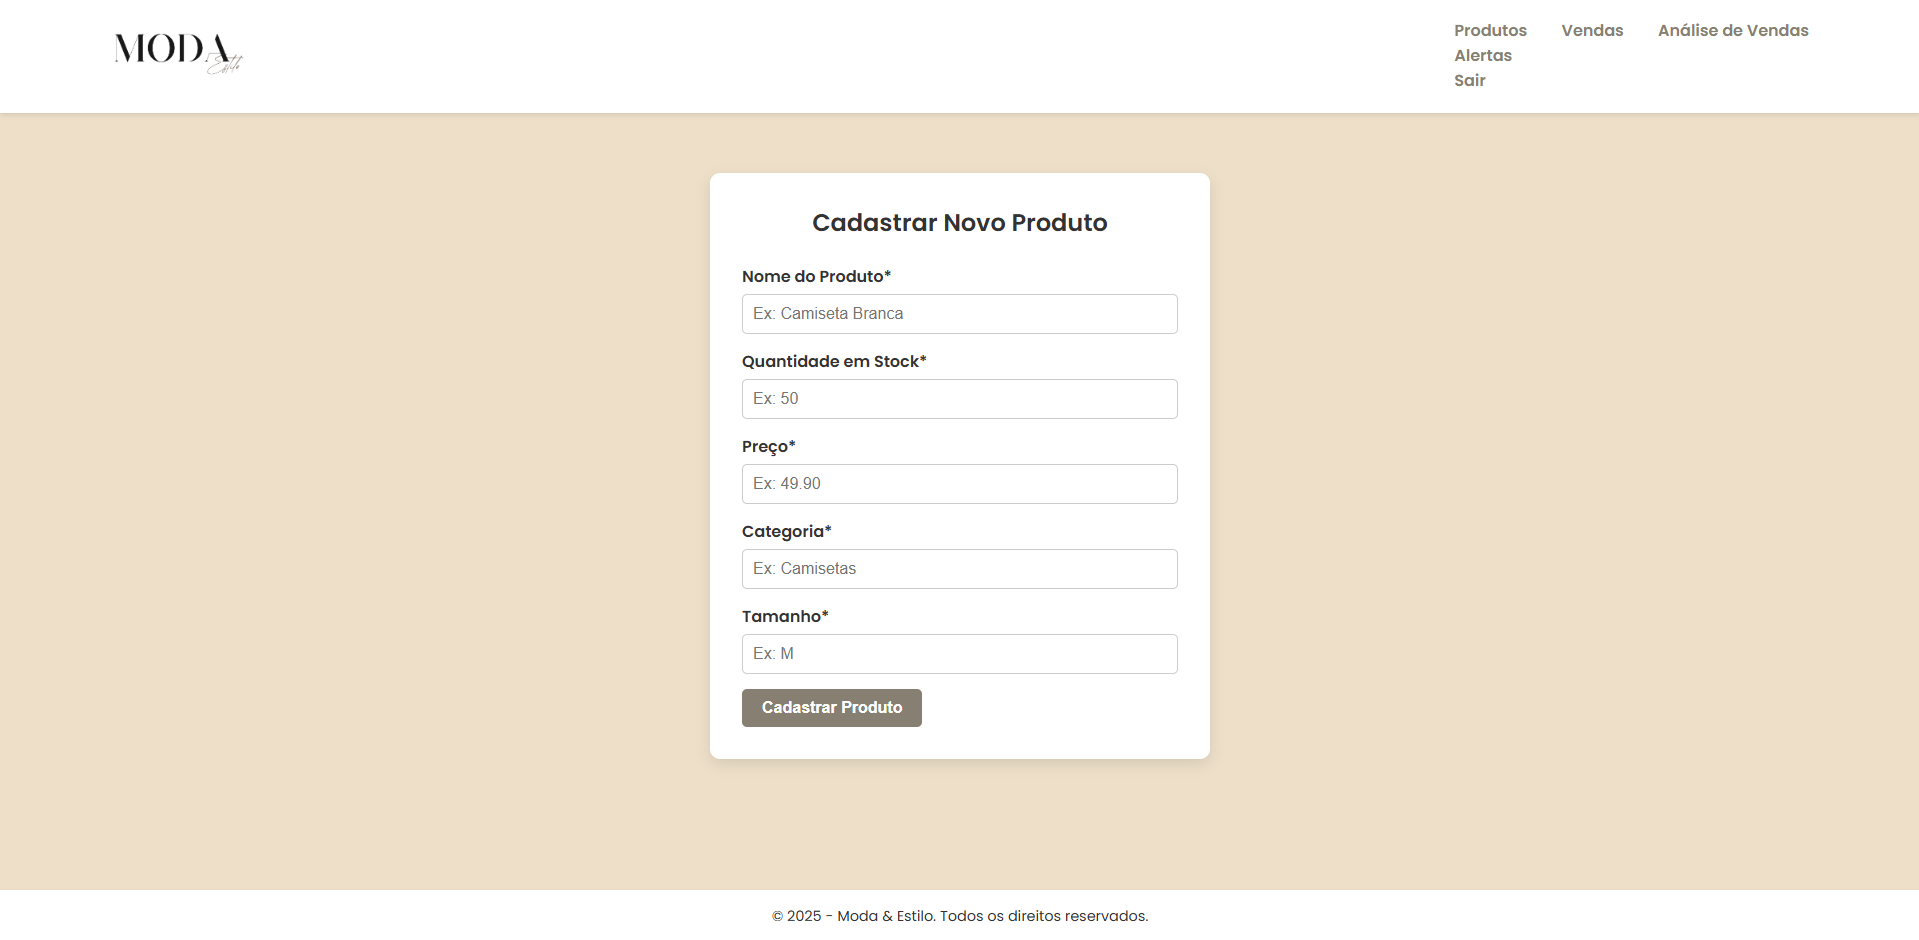 MODA
Estilo
Produtos Vendas Análise de Vendas
Alertas
Sair
Cadastrar Novo Produto
Nome do Produto*
Ex: Camiseta Branca
Quantidade em Stock*
Ex: 50
Preço*
Ex: 49.90
Categoria*
Ex: Camisetas
Tamanho*
Ex: M
Cadastrar Produto
© 2025 - Moda & Estilo. Todos os direitos reservados.